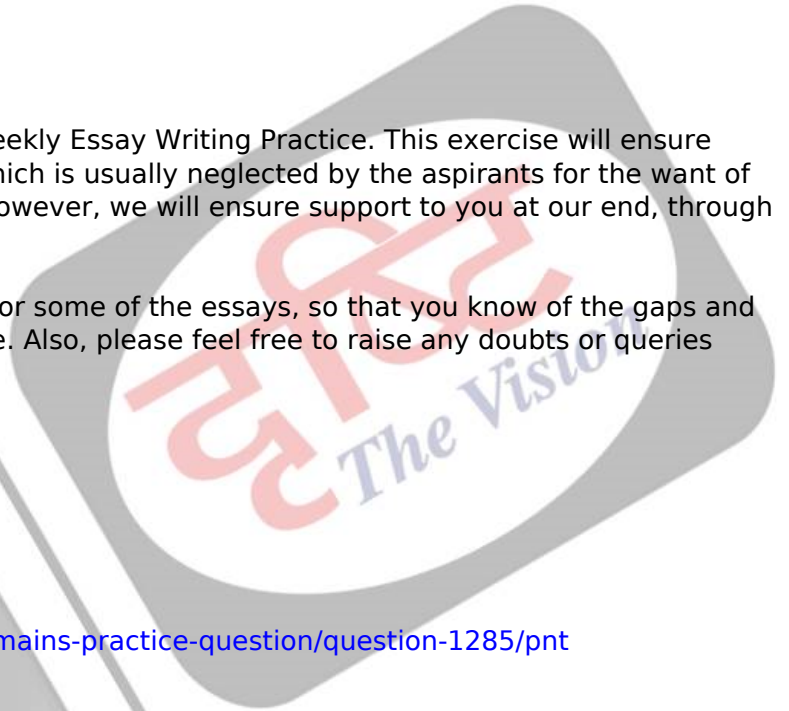 eekly Essay Writing Practice. This exercise will ensure
hich is usually neglected by the aspirants for the want of
owever, we will ensure support to you at our end, through
or some of the essays, so that you know of the gaps and
e. Also, please feel free to raise any doubts or queries
दृष्टि
The Vision
mains-practice-question/question-1285/pnt